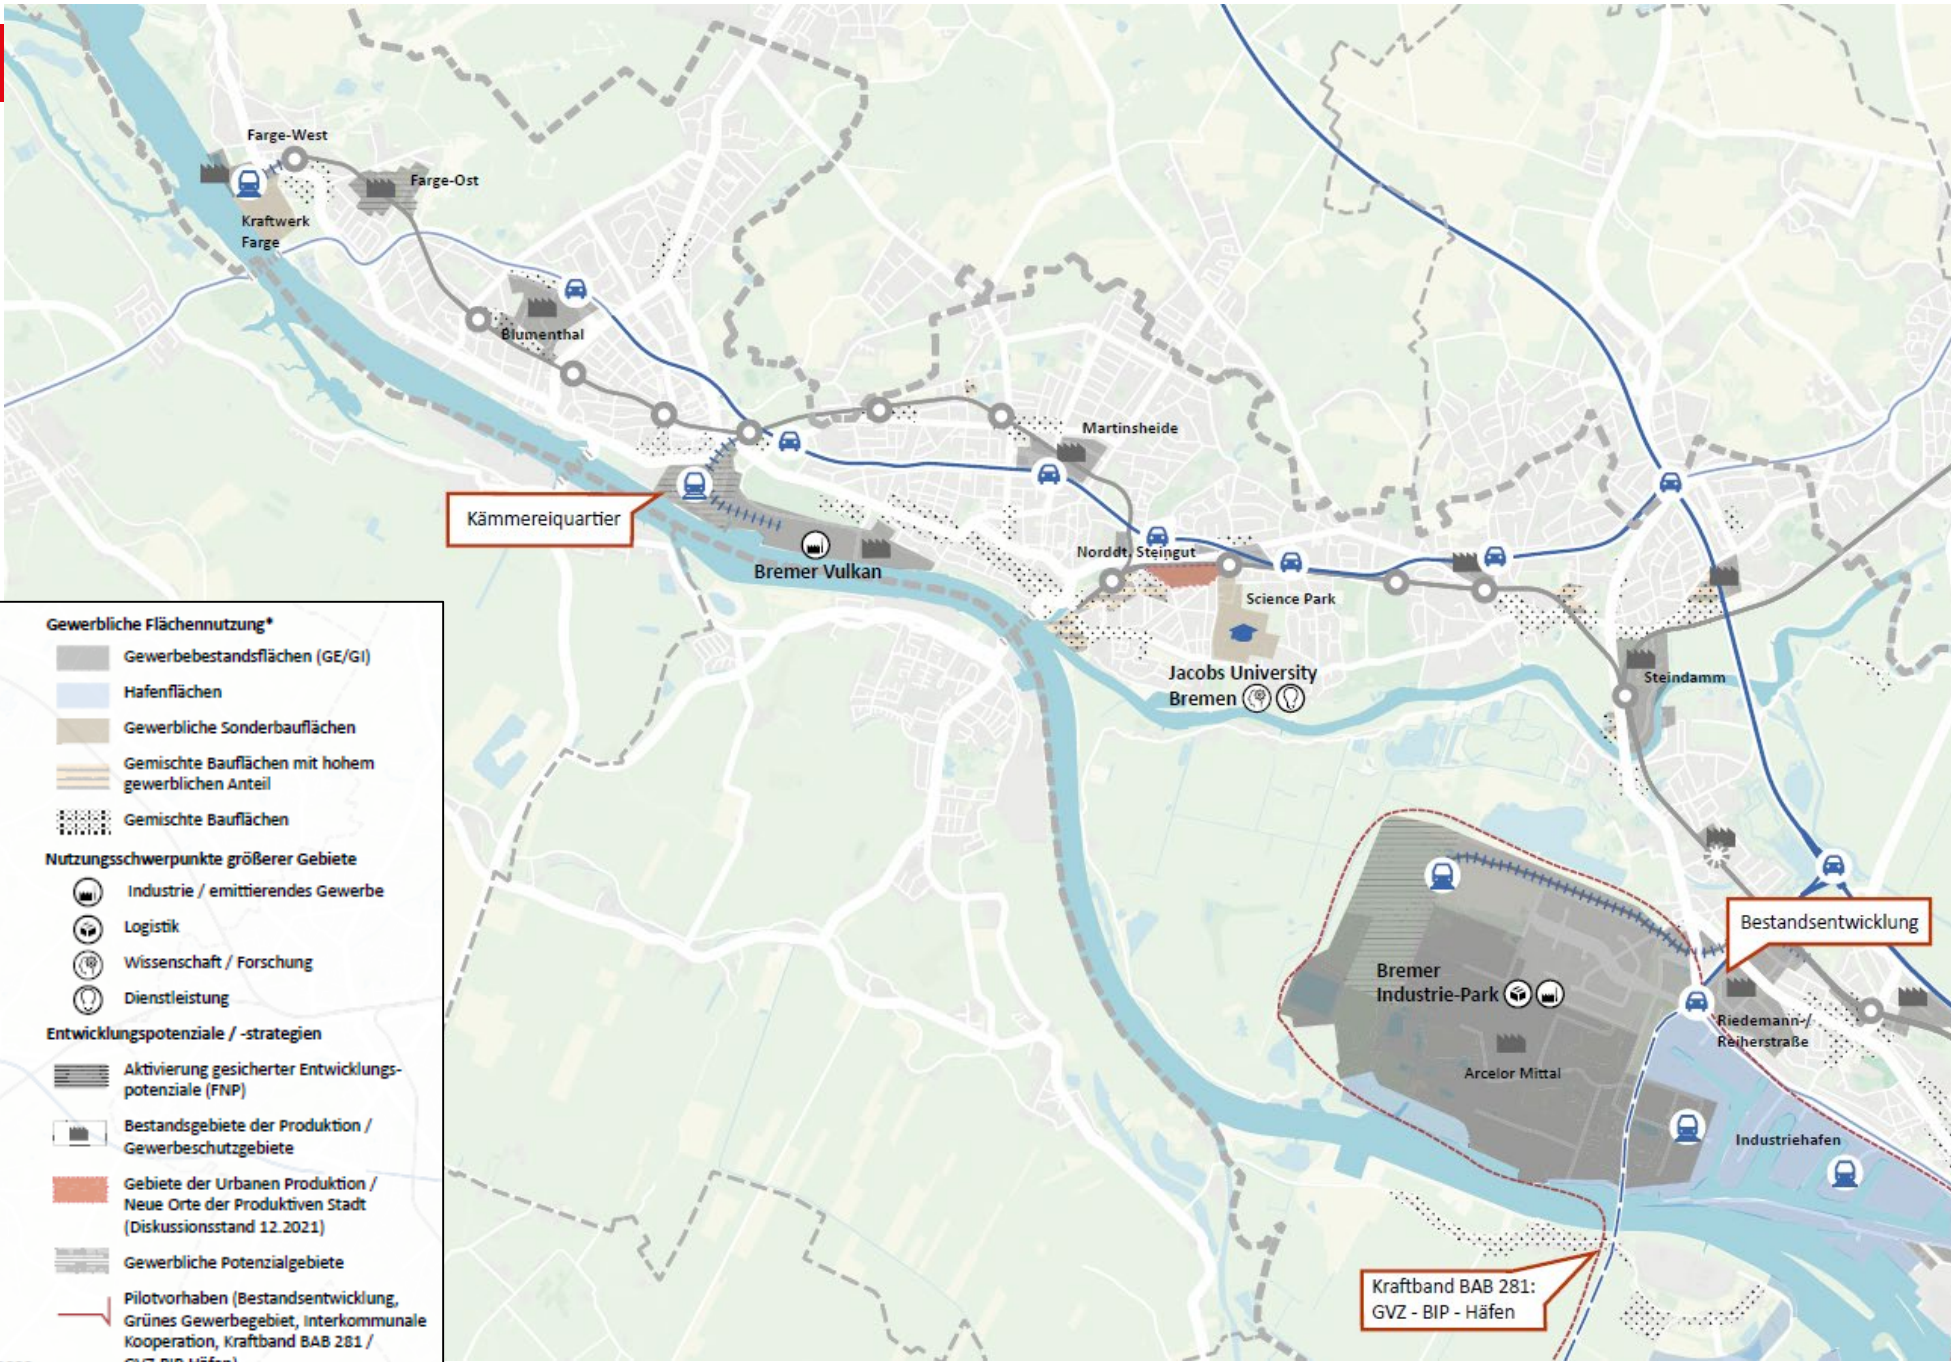 Farge-West
Farge-Ost
Kraftwerk
Farge
Blumenthal
Martinsheide
Kämmereiquartier
Norddt. Steingut
Bremer Vulkan
Science Park
Jacobs University
Bremen
Steindamm
Bestandsentwicklung
Bremer
Industrie-Park
Riedemann-/
Reiherstraße
Arcelor Mittal
Industriehafen
Kraftband BAB 281:
GVZ - BIP - Häfen
Gewerbliche Flächennutzung*
Gewerbebestandsflächen (GE/GI)
Hafenflächen
Gewerbliche Sonderbauflächen
Gemischte Bauflächen mit hohem
gewerblichen Anteil
Gemischte Bauflächen
Nutzungsschwerpunkte größerer Gebiete
Industrie / emittierendes Gewerbe
Logistik
Wissenschaft / Forschung
Dienstleistung
Entwicklungspotenziale / -strategien
Aktivierung gesicherter Entwicklungs-
potenziale (FNP)
Bestandsgebiete der Produktion /
Gewerbeschutzgebiete
Gebiete der Urbanen Produktion /
Neue Orte der Produktiven Stadt
(Diskussionsstand 12.2021)
Gewerbliche Potenzialgebiete
Pilotvorhaben (Bestandsentwicklung,
Grünes Gewerbegebiet, Interkommunale
Kooperation, Kraftband BAB 281 /
GVZ-BIP-Häfen)